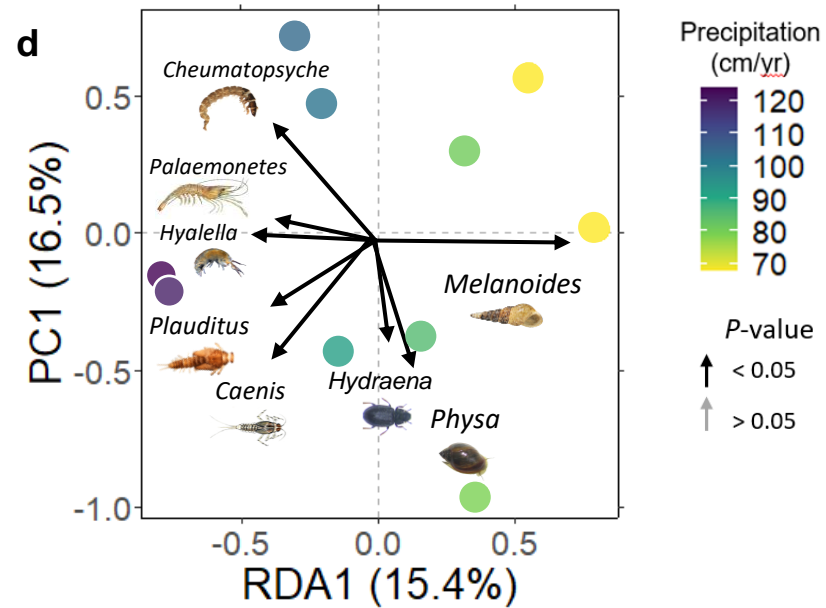 d
Precipitation
(cm/yr)
120
110
100
90
80
70
P-value
< 0.05
> 0.05
Cheumatopsyche
Palaemonetes
Hyalella
Plauditus
Caenis
Hydraena
Physa
Melanoides
PC1 (16.5%)
0.5
0.0
-0.5
-1.0
-0.5
0.0
0.5
RDA1 (15.4%)